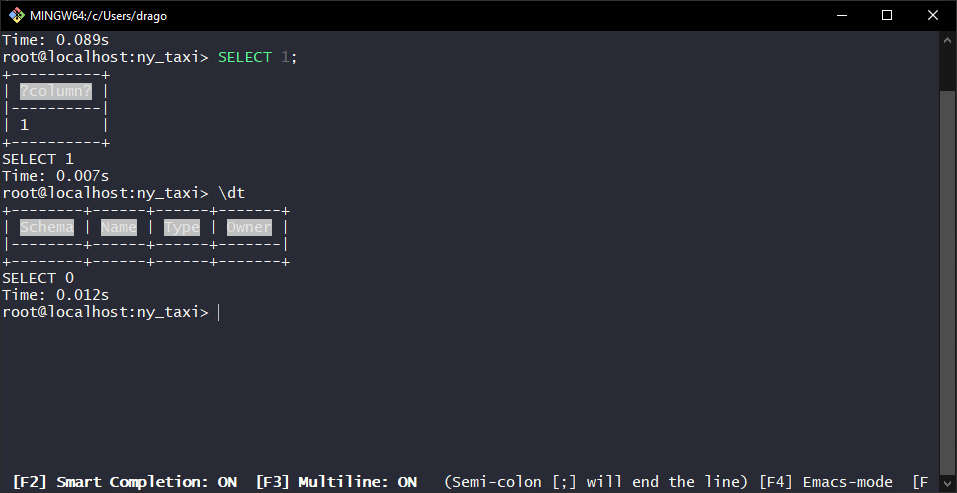 MINGW64:/c/Users/drago
Time: 0.089s
root@localhost:ny_taxi> SELECT 1;
+----------+
| ?column? |
|----------|
| 1        |
+----------+
SELECT 1
Time: 0.007s
root@localhost:ny_taxi> \dt
+--------+------+------+-------+
| Schema | Name | Type | Owner |
|--------+------+------+-------|
+--------+------+------+-------+
SELECT 0
Time: 0.012s
root@localhost:ny_taxi>
[F2] Smart Completion: ON  [F3] Multiline: ON   (Semi-colon [;] will end the line) [F4] Emacs-mode  [F